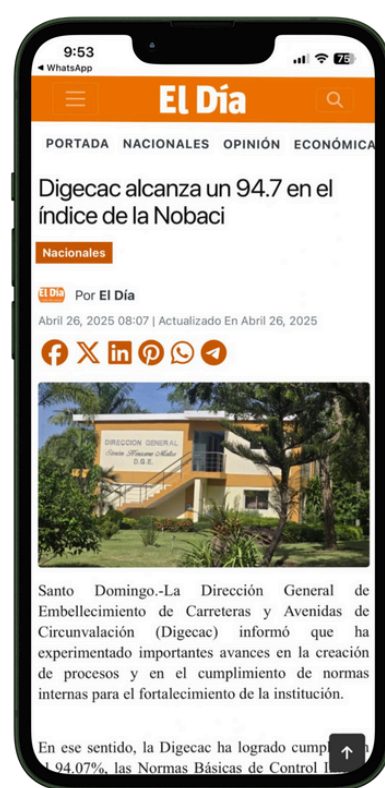 9:53
75
WhatsApp
El Día
PORTADA NACIONALES OPINIÓN ECONÓMICA
Digecac alcanza un 94.7 en el
índice de la Nobaci
Nacionales
El Día
Por El Día
Abril 26, 2025 08:07 | Actualizado En Abril 26, 2025
DIRECCION GENERAL
D.G.E.
Santo Domingo.-La Dirección General de
Embellecimiento de Carreteras y Avenidas de
Circunvalación (Digecac) informó que ha
experimentado importantes avances en la creación
de procesos y en el cumplimiento de normas
internas para el fortalecimiento de la institución.
En ese sentido, la Digecac ha logrado
94.07%, las Normas Básicas de Control